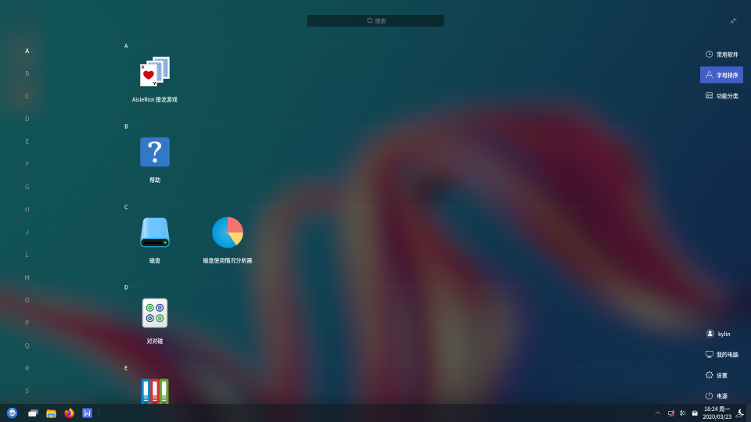 搜索
A
B
C
D
E
F
G
H
J
L
M
O
P
Q
R
S
A
AisleRiot 接龙游戏
B
帮助
C
磁盘
磁盘使用情况分析器
D
对对碰
E
常用软件
字母排序
功能分类
kylin
我的电脑
设置
电源
18:24 周一
2020/03/23